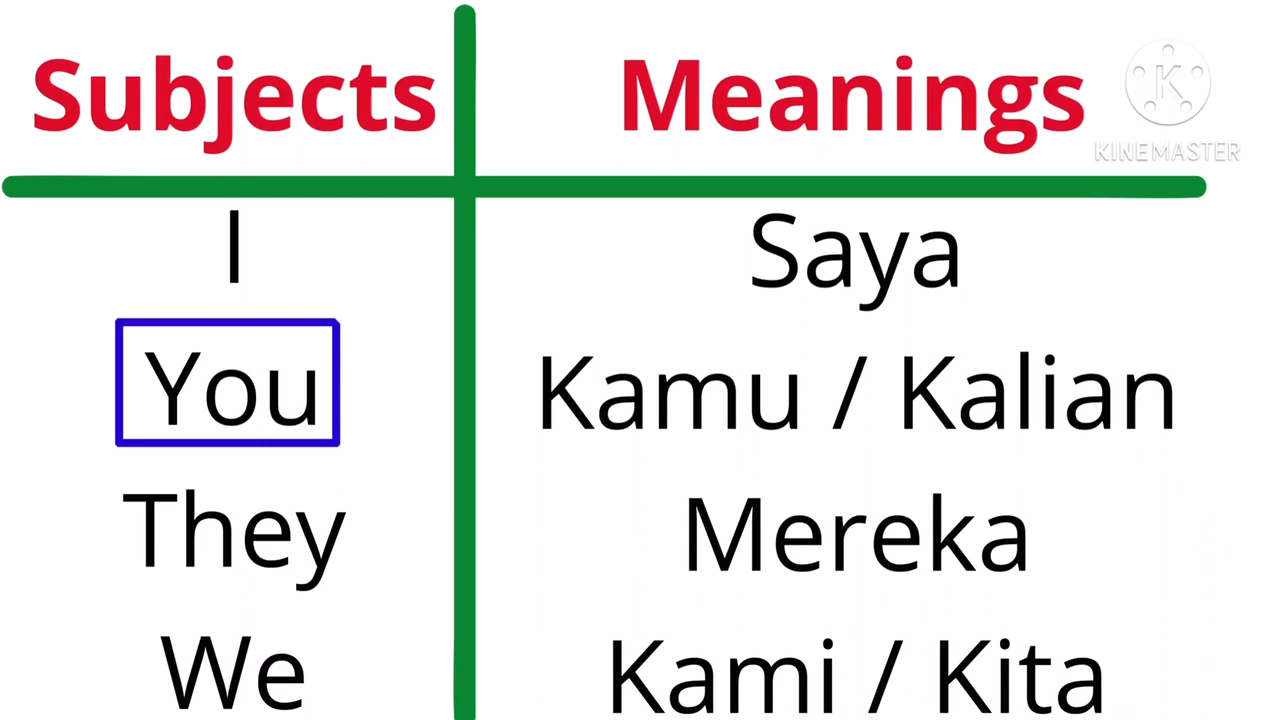 Subjects Meanings
K
KINEMASTER
I Saya
You Kamu / Kalian
They Mereka
We Kami / Kita